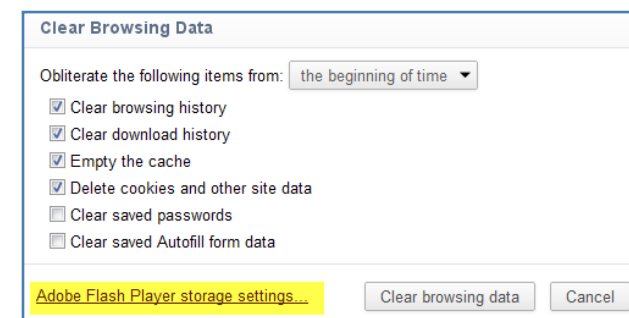 Clear Browsing Data
Obliterate the following items from: the beginning of time
Clear browsing history
Clear download history
Empty the cache
Delete cookies and other site data
Clear saved passwords
Clear saved Autofill form data
Adobe Flash Player storage settings... Clear browsing data Cancel